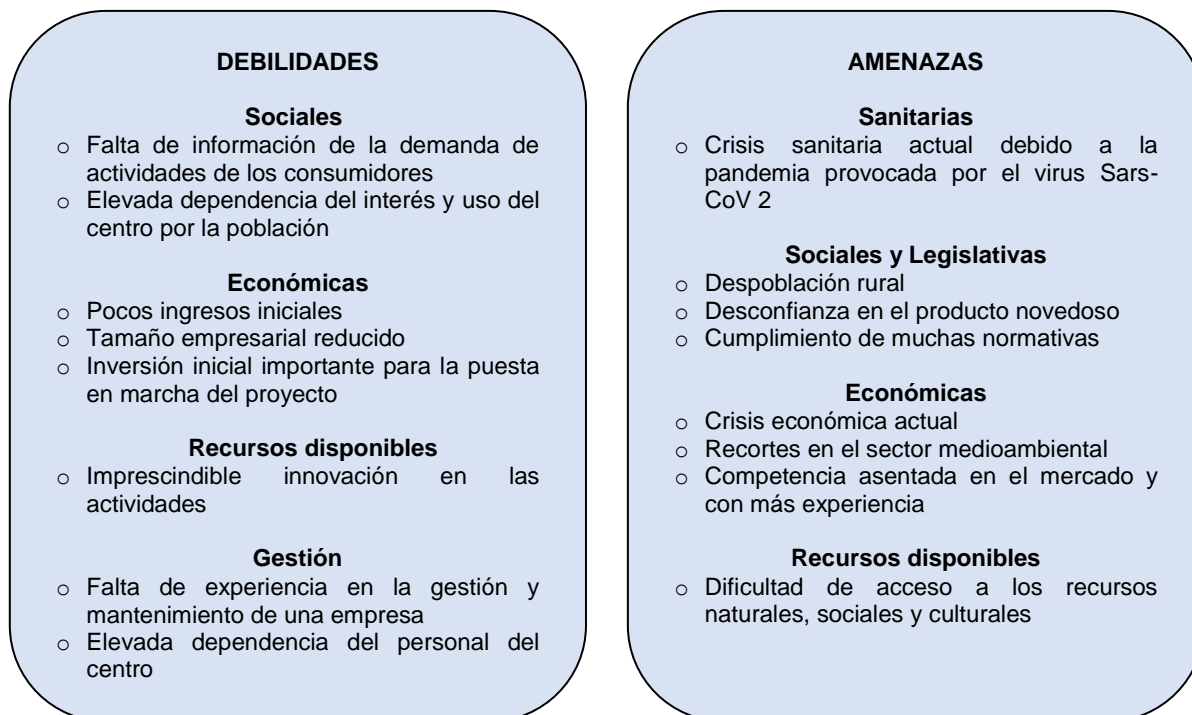 DEBILIDADES
Sociales
o Falta de información de la demanda de
actividades de los consumidores
o Elevada dependencia del interés y uso del
centro por la población
Económicas
o Pocos ingresos iniciales
o Tamaño empresarial reducido
o Inversión inicial importante para la puesta
en marcha del proyecto
Recursos disponibles
o Imprescindible innovación en las
actividades
Gestión
o Falta de experiencia en la gestión y
mantenimiento de una empresa
o Elevada dependencia del personal del
centro
AMENAZAS
Sanitarias
o Crisis sanitaria actual debido a la
pandemia provocada por el virus Sars-
CoV 2
Sociales y Legislativas
o Despoblación rural
o Desconfianza en el producto novedoso
o Cumplimiento de muchas normativas
Económicas
o Crisis económica actual
o Recortes en el sector medioambiental
o Competencia asentada en el mercado y
con más experiencia
Recursos disponibles
o Dificultad de acceso a los recursos
naturales, sociales y culturales